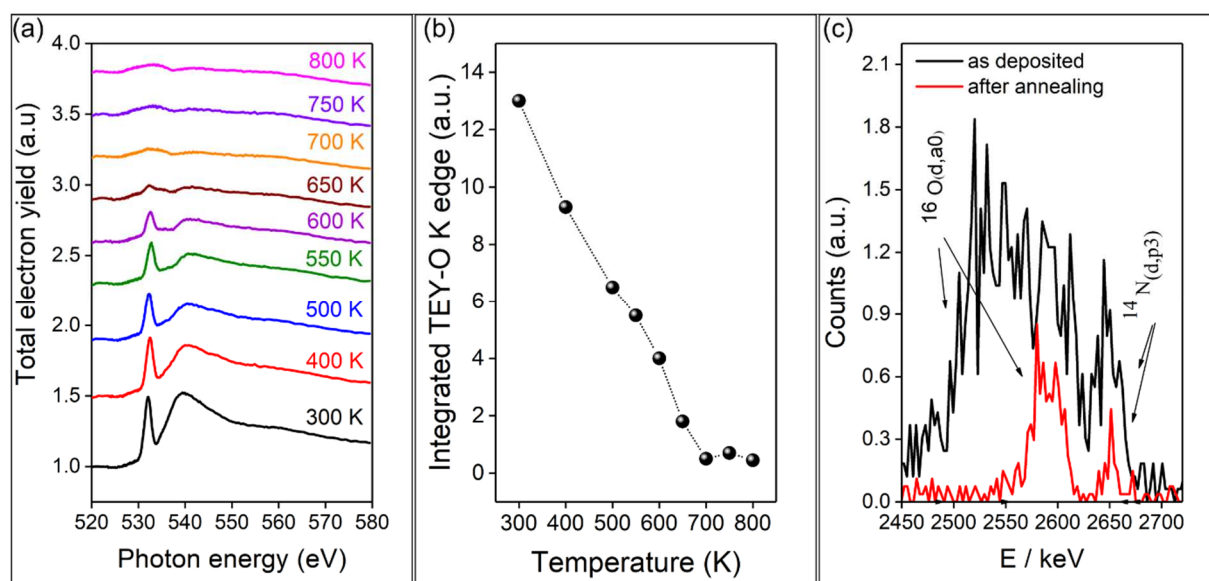 (a)
Total electron yield (a.u)
4.0
3.5
3.0
2.5
2.0
1.5
1.0
800 K
750 K
700 K
650 K
600 K
550 K
500 K
400 K
300 K
520 530 540 550 560 570 580
Photon energy (eV)
(b)
Integrated TEY-O K edge (a.u.)
14
12
10
8
6
4
2
0
300 400 500 600 700 800
Temperature (K)
(c)
Counts (a.u.)
2.1
1.8
1.5
1.2
0.9
0.6
0.3
0.0
as deposited
after annealing
16 O(d,a0)
14 N(d,p3)
2450 2500 2550 2600 2650 2700
E / keV